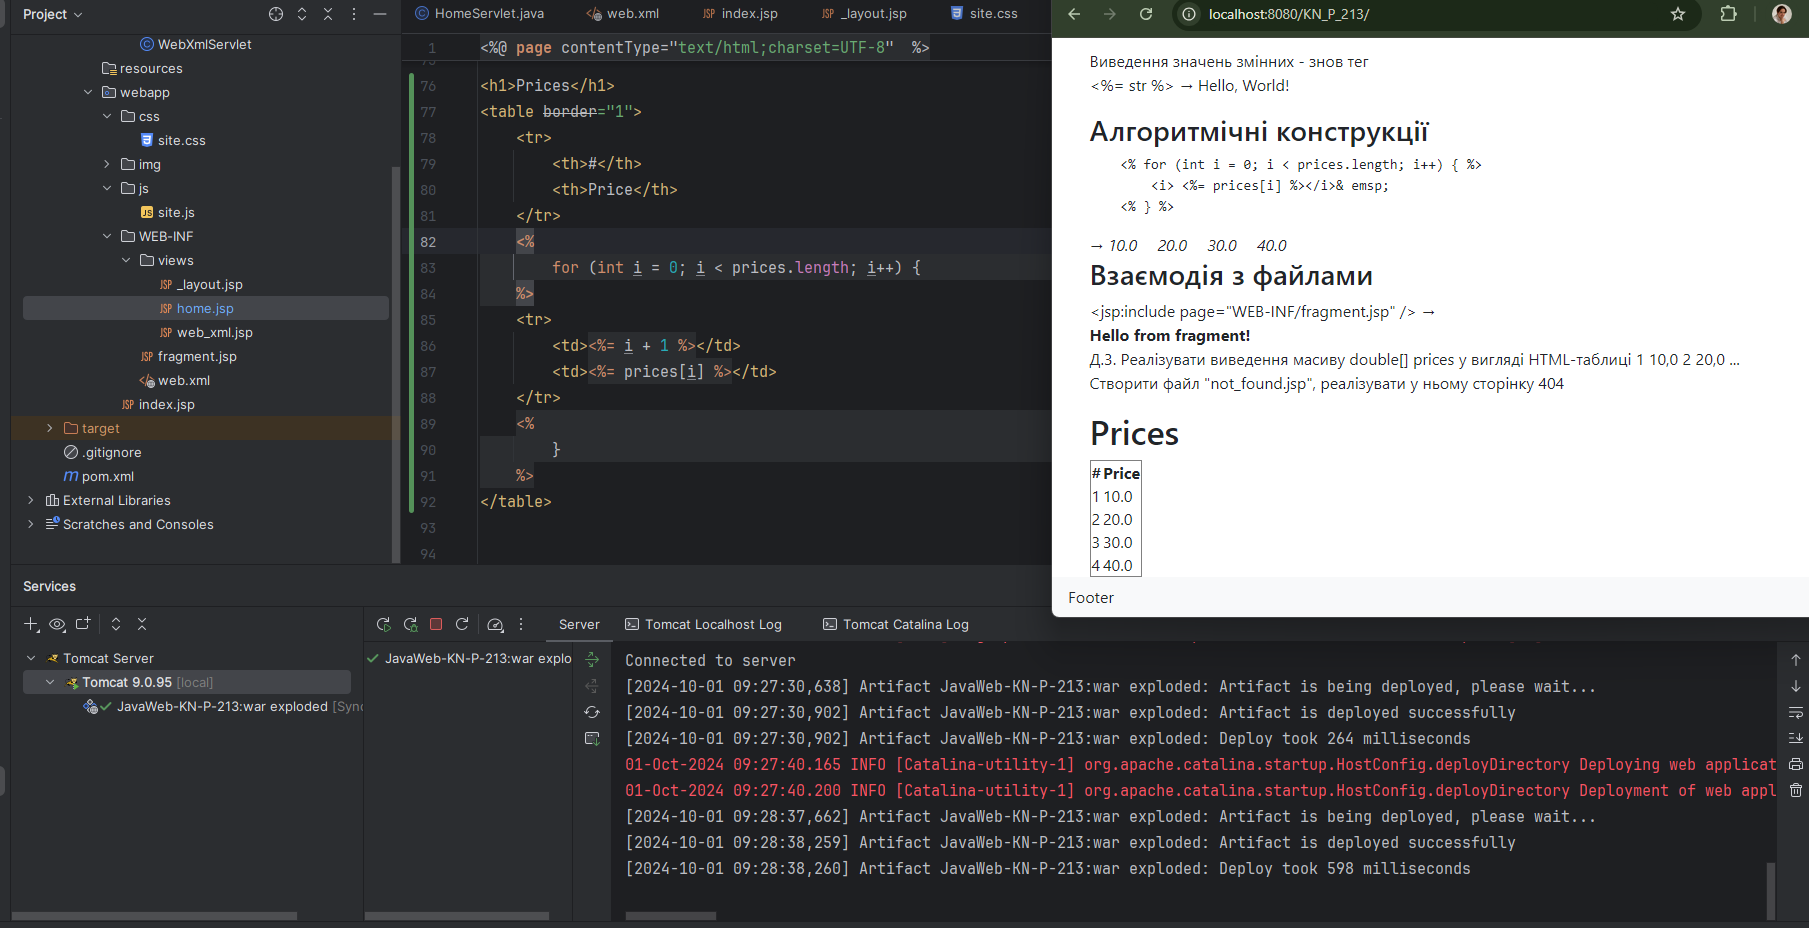 Project
WebXmlServlet
resources
webapp
css
site.css
img
js
site.js
WEB-INF
views
_layout.jsp
home.jsp
web_xml.jsp
fragment.jsp
web.xml
index.jsp
target
.gitignore
pom.xml
External Libraries
Scratches and Consoles
HomeServlet.java web.xml index.jsp _layout.jsp site.css
1 <%@ page contentType="text/html;charset=UTF-8" %>
76 <h1>Prices</h1>
77 <table border="1">
78 <tr>
79 <th>#</th>
80 <th>Price</th>
81 </tr>
82 <%
83 for (int i = 0; i < prices.length; i++) {
84 %>
85 <tr>
86 <td><%= i + 1 %></td>
87 <td><%= prices[i] %></td>
88 </tr>
89 <%
90 }
91 %>
92 </table>
93
94
localhost:8080/KN_P_213/
Виведення значень змінних - знов тег
<%= str %> → Hello, World!
Алгоритмічні конструкції
<% for (int i = 0; i < prices.length; i++) { %>
<i> <%= prices[i] %></i>& emsp;
<% } %>
→ 10.0 20.0 30.0 40.0
Взаємодія з файлами
<jsp:include page="WEB-INF/fragment.jsp" /> →
Hello from fragment!
Д.З. Реалізувати виведення масиву double[] prices у вигляді HTML-таблиці 1 10,0 2 20,0 ...
Створити файл "not_found.jsp", реалізувати у ньому сторінку 404
Prices
# Price
1 10.0
2 20.0
3 30.0
4 40.0
Footer
Services
Server Tomcat Localhost Log Tomcat Catalina Log
Tomcat Server
Tomcat 9.0.95 [local]
JavaWeb-KN-P-213:war exploded [Sync
JavaWeb-KN-P-213:war explo
Connected to server
[2024-10-01 09:27:30,638] Artifact JavaWeb-KN-P-213:war exploded: Artifact is being deployed, please wait...
[2024-10-01 09:27:30,902] Artifact JavaWeb-KN-P-213:war exploded: Artifact is deployed successfully
[2024-10-01 09:27:30,902] Artifact JavaWeb-KN-P-213:war exploded: Deploy took 264 milliseconds
01-Oct-2024 09:27:40.165 INFO [Catalina-utility-1] org.apache.catalina.startup.HostConfig.deployDirectory Deploying web applicat
01-Oct-2024 09:27:40.200 INFO [Catalina-utility-1] org.apache.catalina.startup.HostConfig.deployDirectory Deployment of web appl
[2024-10-01 09:28:37,662] Artifact JavaWeb-KN-P-213:war exploded: Artifact is being deployed, please wait...
[2024-10-01 09:28:38,259] Artifact JavaWeb-KN-P-213:war exploded: Artifact is deployed successfully
[2024-10-01 09:28:38,260] Artifact JavaWeb-KN-P-213:war exploded: Deploy took 598 milliseconds